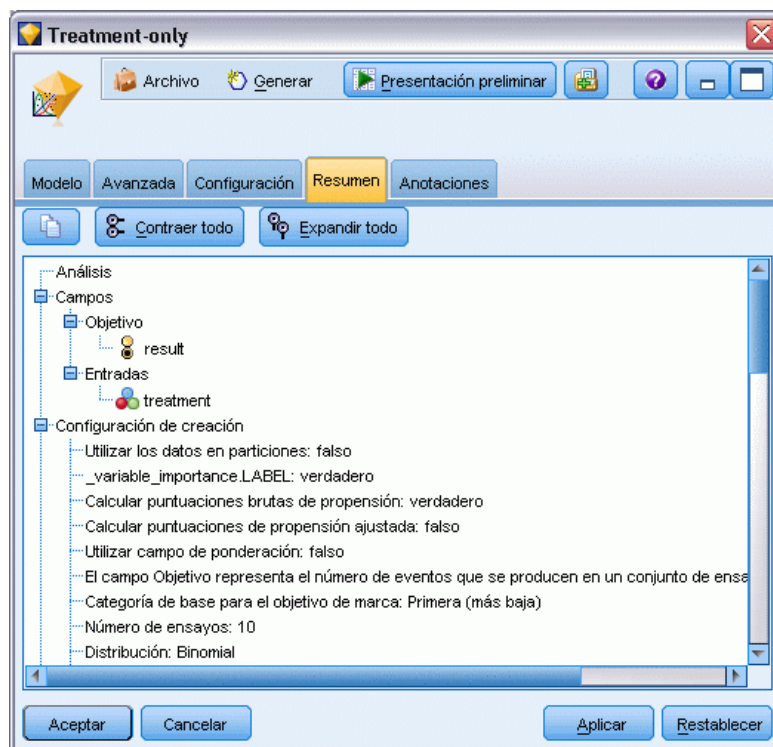 Treatment-only
Archivo Generar Presentación preliminar
Modelo Avanzada Configuración Resumen Anotaciones
Contraer todo Expandir todo
Análisis
Campos
Objetivo
result
Entradas
treatment
Configuración de creación
Utilizar los datos en particiones: falso
_variable_importance.LABEL: verdadero
Calcular puntuaciones brutas de propensión: verdadero
Calcular puntuaciones de propensión ajustada: falso
Utilizar campo de ponderación: falso
El campo Objetivo representa el número de eventos que se producen en un conjunto de ensa
Categoría de base para el objetivo de marca: Primera (más baja)
Número de ensayos: 10
Distribución: Binomial
Aceptar Cancelar Aplicar Restablecer